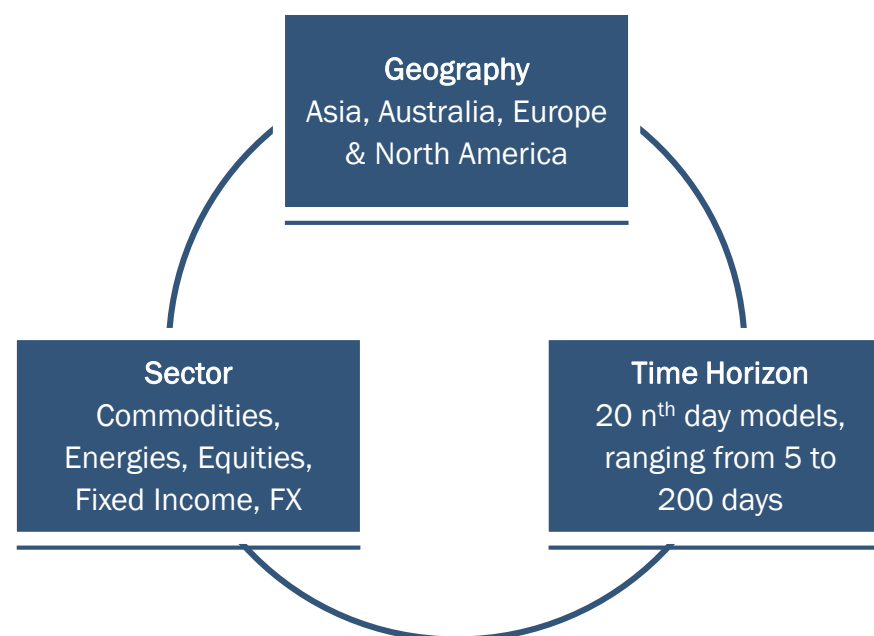 Geography
Asia, Australia, Europe
& North America
Sector
Commodities,
Energies, Equities,
Fixed Income, FX
Time Horizon
20 nth day models,
ranging from 5 to
200 days